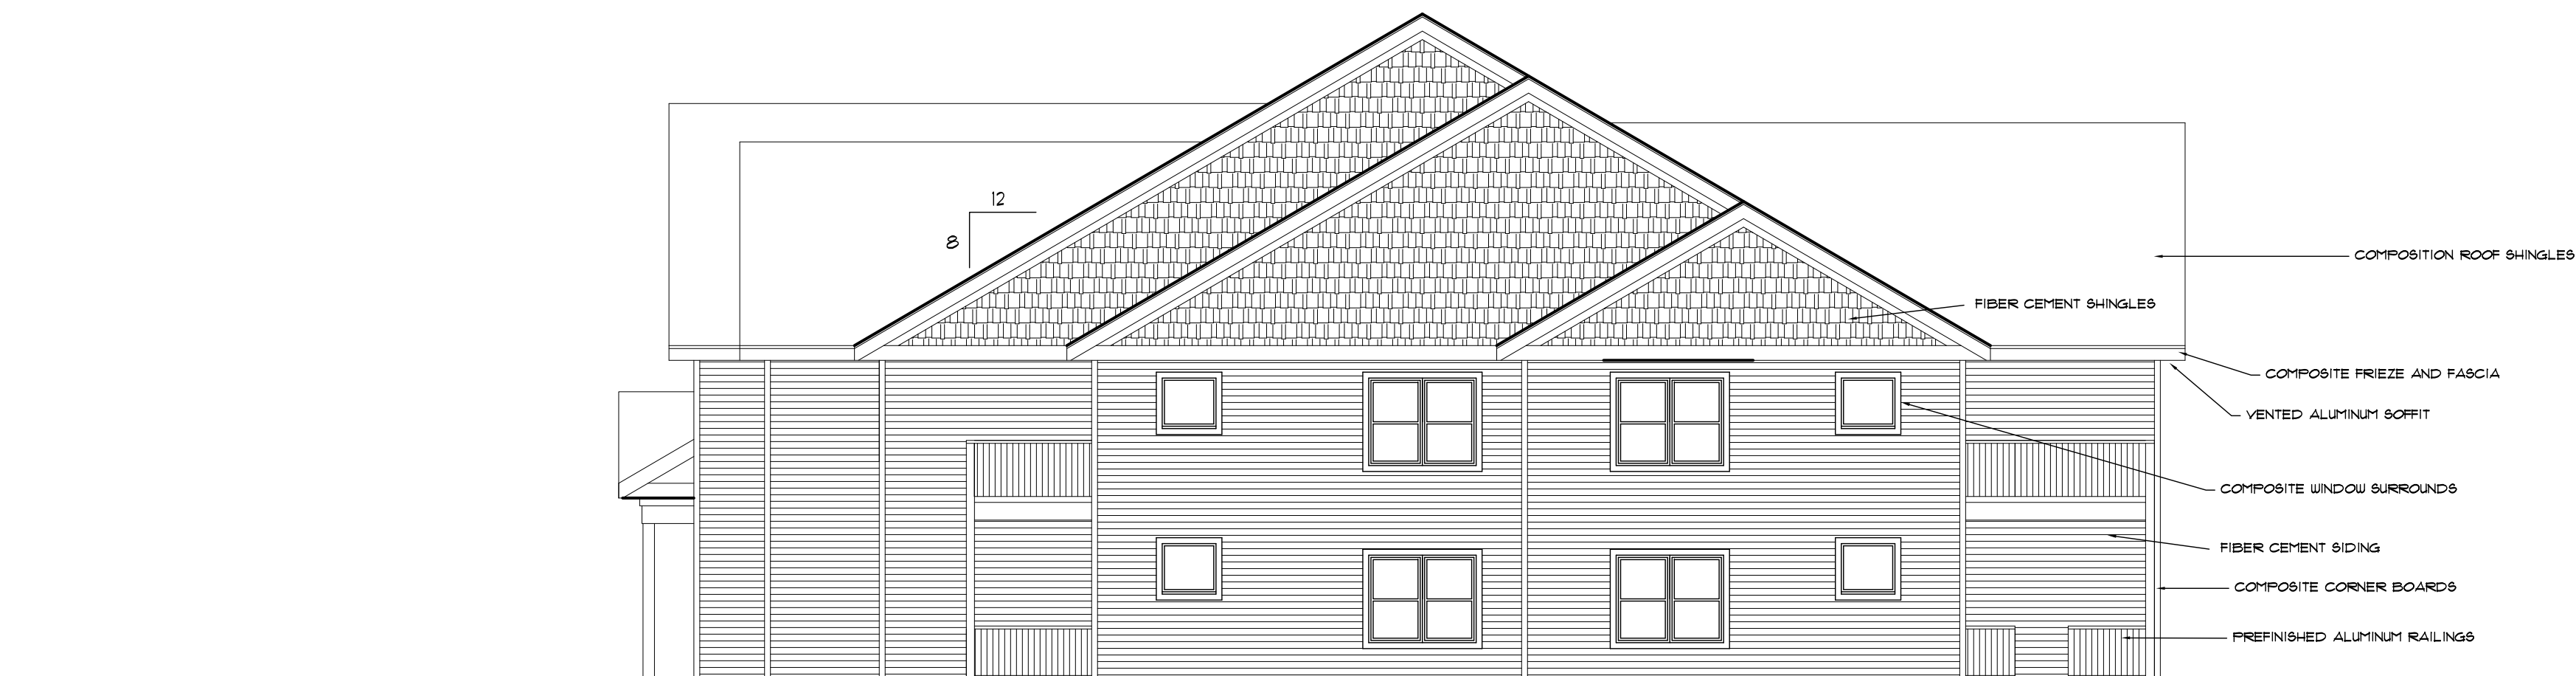 12
8
COMPOSITION ROOF SHINGLES
FIBER CEMENT SHINGLES
COMPOSITE FRIEZE AND FASCIA
VENTED ALUMINUM SOFFIT
COMPOSITE WINDOW SURROUNDS
FIBER CEMENT SIDING
COMPOSITE CORNER BOARDS
PREFINISHED ALUMINUM RAILINGS